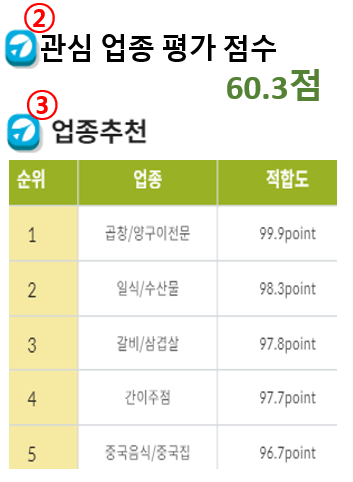 ②
관심 업종 평가 점수
60.3점
③
업종추천
순위 업종 적합도
1 곱창/양구이전문 99.9point
2 일식/수산물 98.3point
3 갈비/삼겹살 97.8point
4 간이주점 97.7point
5 중국음식/중국집 96.7point